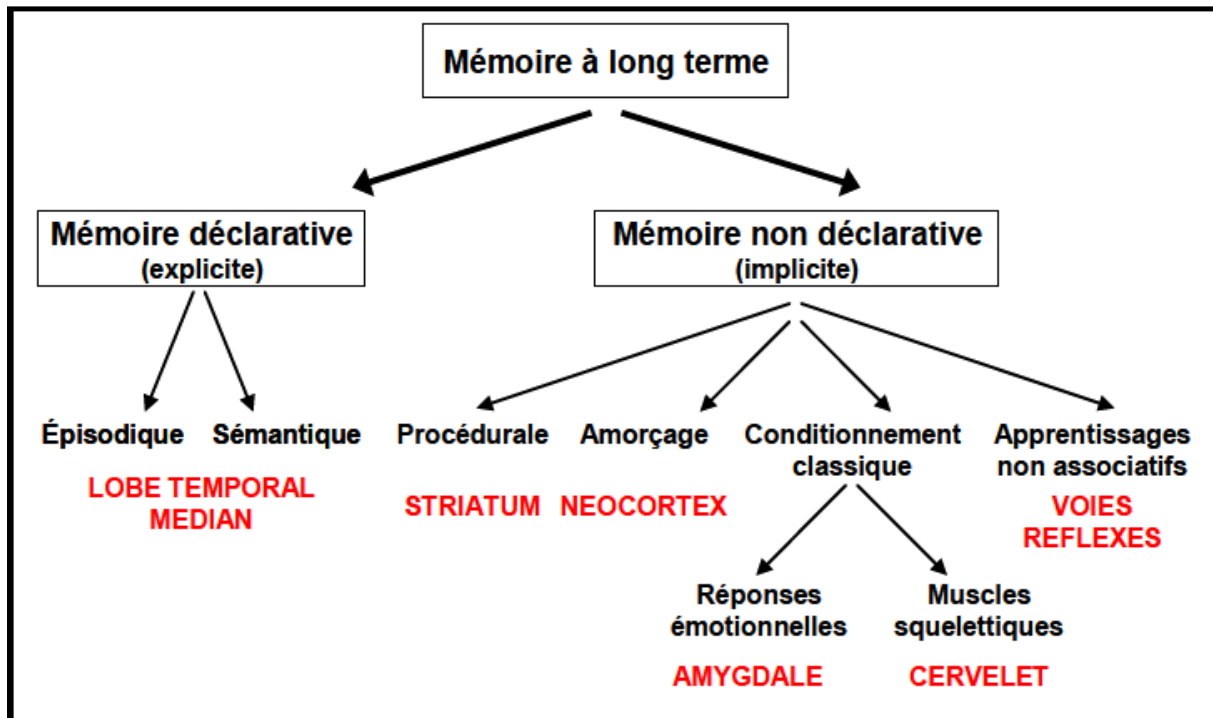 Mémoire à long terme
Mémoire déclarative
(explicite)
Mémoire non déclarative
(implicite)
Épisodique
Sémantique
Procédurale
Amorçage
Conditionnement
classique
Apprentissages
non associatifs
LOBE TEMPORAL
MEDIAN
STRIATUM
NEOCORTEX
VOIES
REFLEXES
Réponses
émotionnelles
Muscles
squelettiques
AMYGDALE
CERVELET